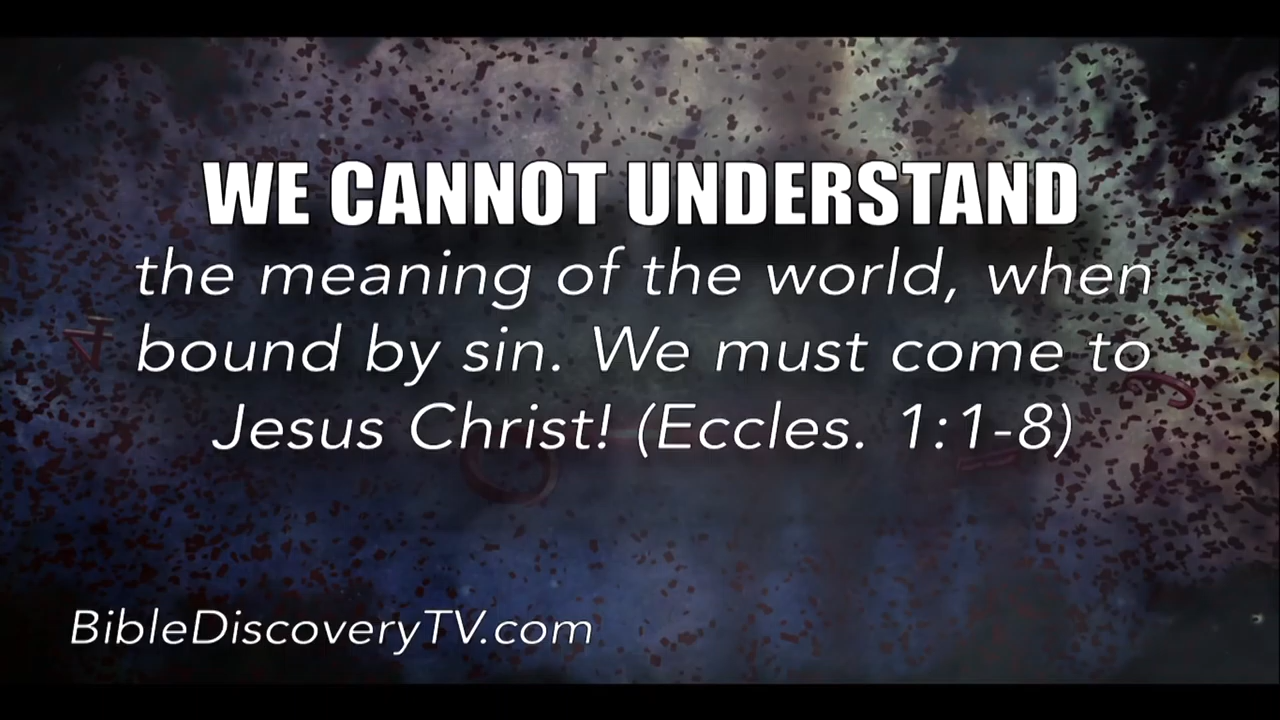 WE CANNOT UNDERSTAND
the meaning of the world, when
bound by sin. We must come to
Jesus Christ! (Eccles. 1:1-8)
BibleDiscoveryTV.com